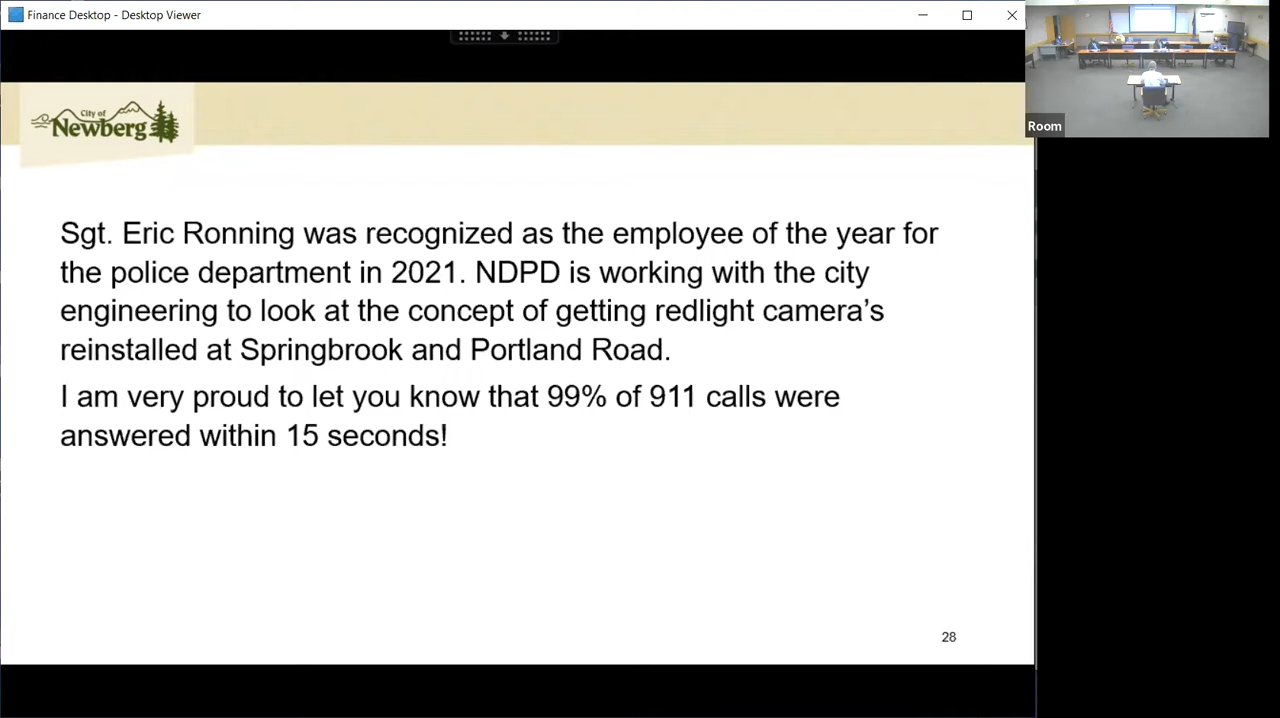 Finance Desktop - Desktop Viewer
City of
Newberg
Room
Sgt. Eric Ronning was recognized as the employee of the year for
the police department in 2021. NDPD is working with the city
engineering to look at the concept of getting redlight camera’s
reinstalled at Springbrook and Portland Road.
I am very proud to let you know that 99% of 911 calls were
answered within 15 seconds!
28